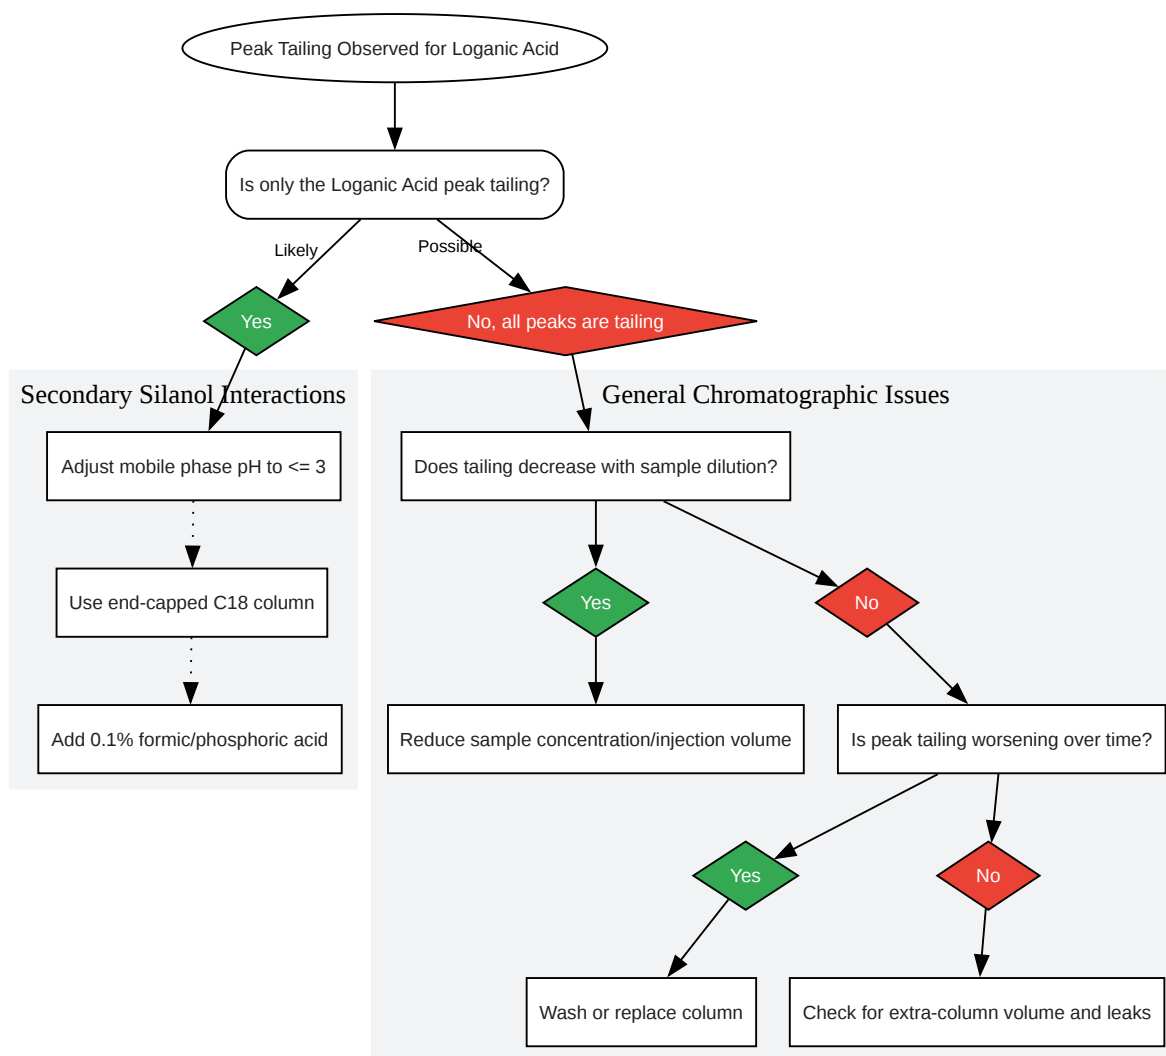 Peak Tailing Observed for Loganic Acid
Is only the Loganic Acid peak tailing?
Likely
Possible
Yes
No, all peaks are tailing
Secondary Silanol Interactions
General Chromatographic Issues
Adjust mobile phase pH to <= 3
Does tailing decrease with sample dilution?
Use end-capped C18 column
Yes
No
Add 0.1% formic/phosphoric acid
Reduce sample concentration/injection volume
Is peak tailing worsening over time?
Yes
No
Wash or replace column
Check for extra-column volume and leaks